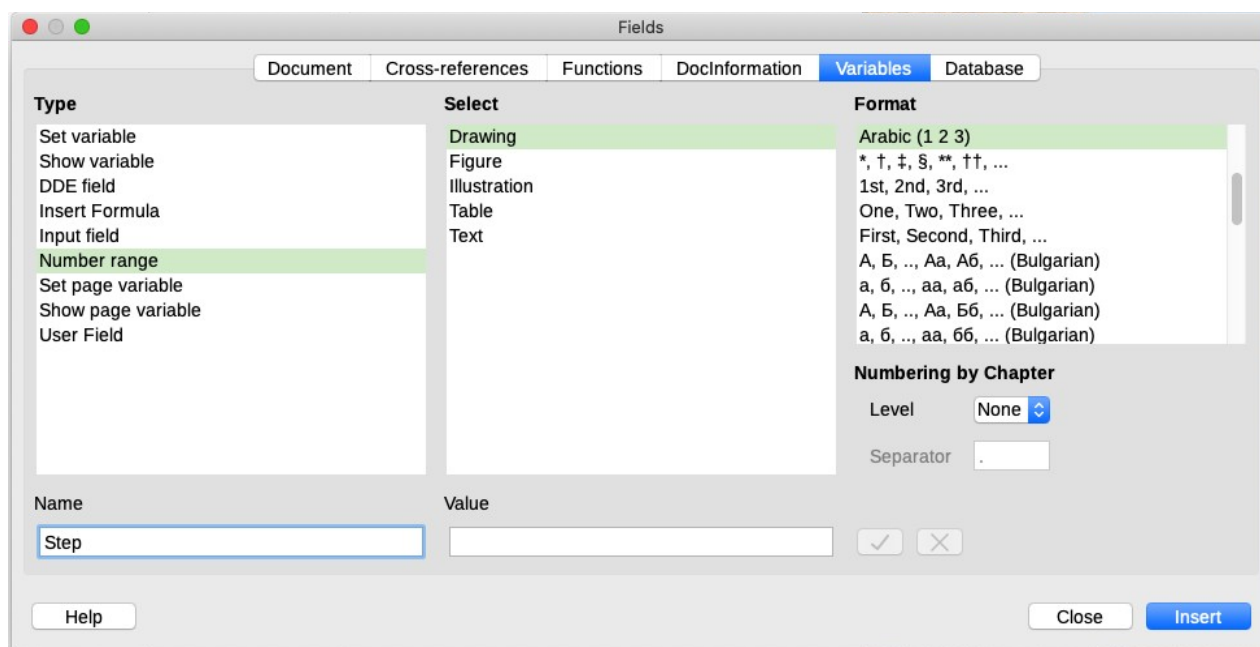 Fields
Document Cross-references Functions DocInformation Variables Database
Type
Set variable
Show variable
DDE field
Insert Formula
Input field
Number range
Set page variable
Show page variable
User Field
Select
Drawing
Figure
Illustration
Table
Text
Format
Arabic (1 2 3)
*, †, ‡, §, **, ††, ...
1st, 2nd, 3rd, ...
One, Two, Three, ...
First, Second, Third, ...
А, Б, .., Аа, Аб, ... (Bulgarian)
а, б, .., аа, аб, ... (Bulgarian)
А, Б, .., Аа, Бб, ... (Bulgarian)
а, б, .., аа, бб, ... (Bulgarian)
Numbering by Chapter
Level None
Separator .
Name
Step
Value
Help Close Insert